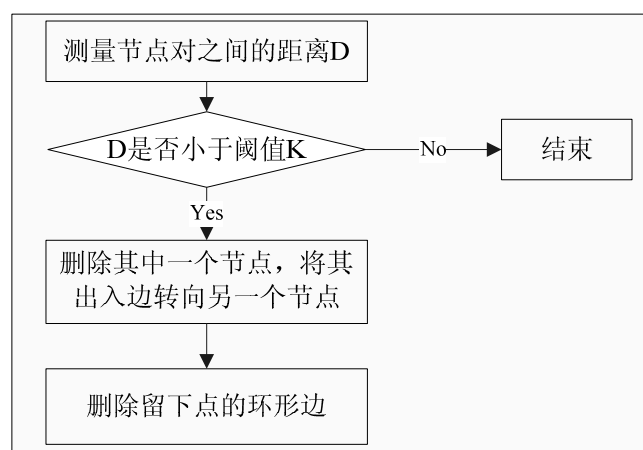 测量节点对之间的距离D
D是否小于阈值K
No
结束
Yes
删除其中一个节点，将其
出入边转向另一个节点
删除留下点的环形边